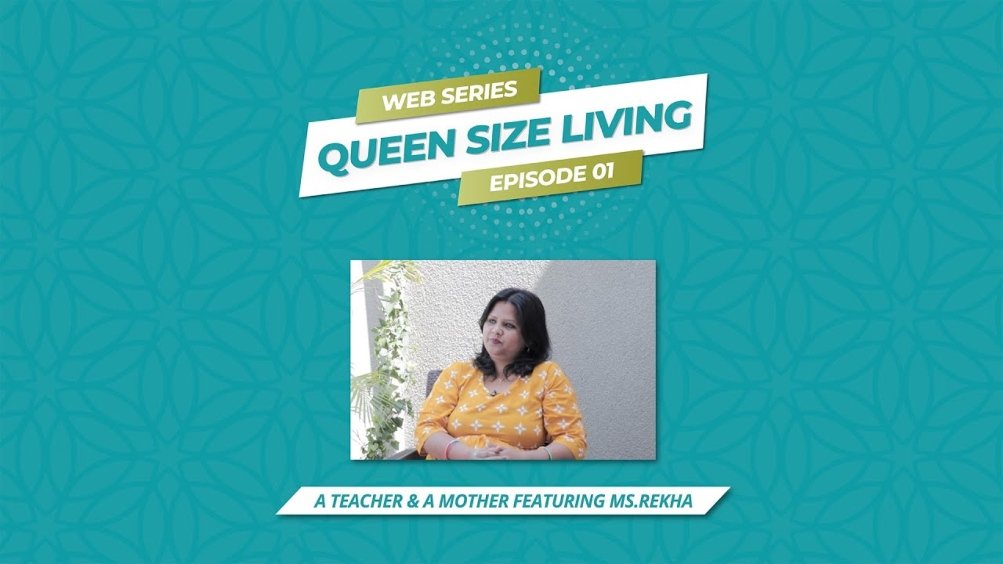 WEB SERIES
QUEEN SIZE LIVING
EPISODE 01
A TEACHER & A MOTHER FEATURING MS.REKHA